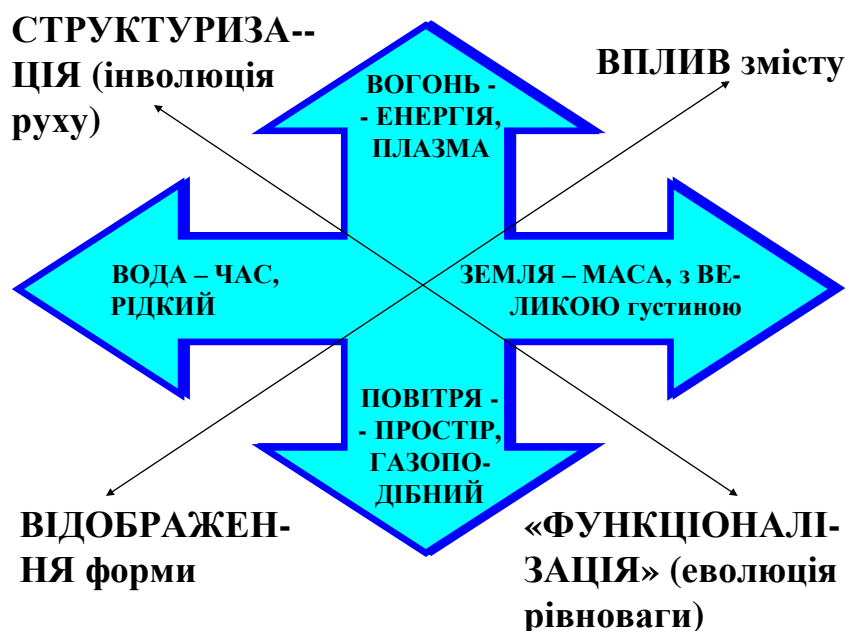 СТРУКТУРИЗА--
ЦІЯ (інволюція
руху)
ВПЛИВ змісту
ВОГОНЬ -
- ЕНЕРГІЯ,
ПЛАЗМА
ВОДА – ЧАС,
РІДКИЙ
ЗЕМЛЯ – МАСА, з ВЕ-
ЛИКОЮ густиною
ПОВІТРЯ -
- ПРОСТІР,
ГАЗОПО-
ДІБНИЙ
ВІДОБРАЖЕН-
НЯ форми
«ФУНКЦІОНАЛІ-
ЗАЦІЯ» (еволюція
рівноваги)